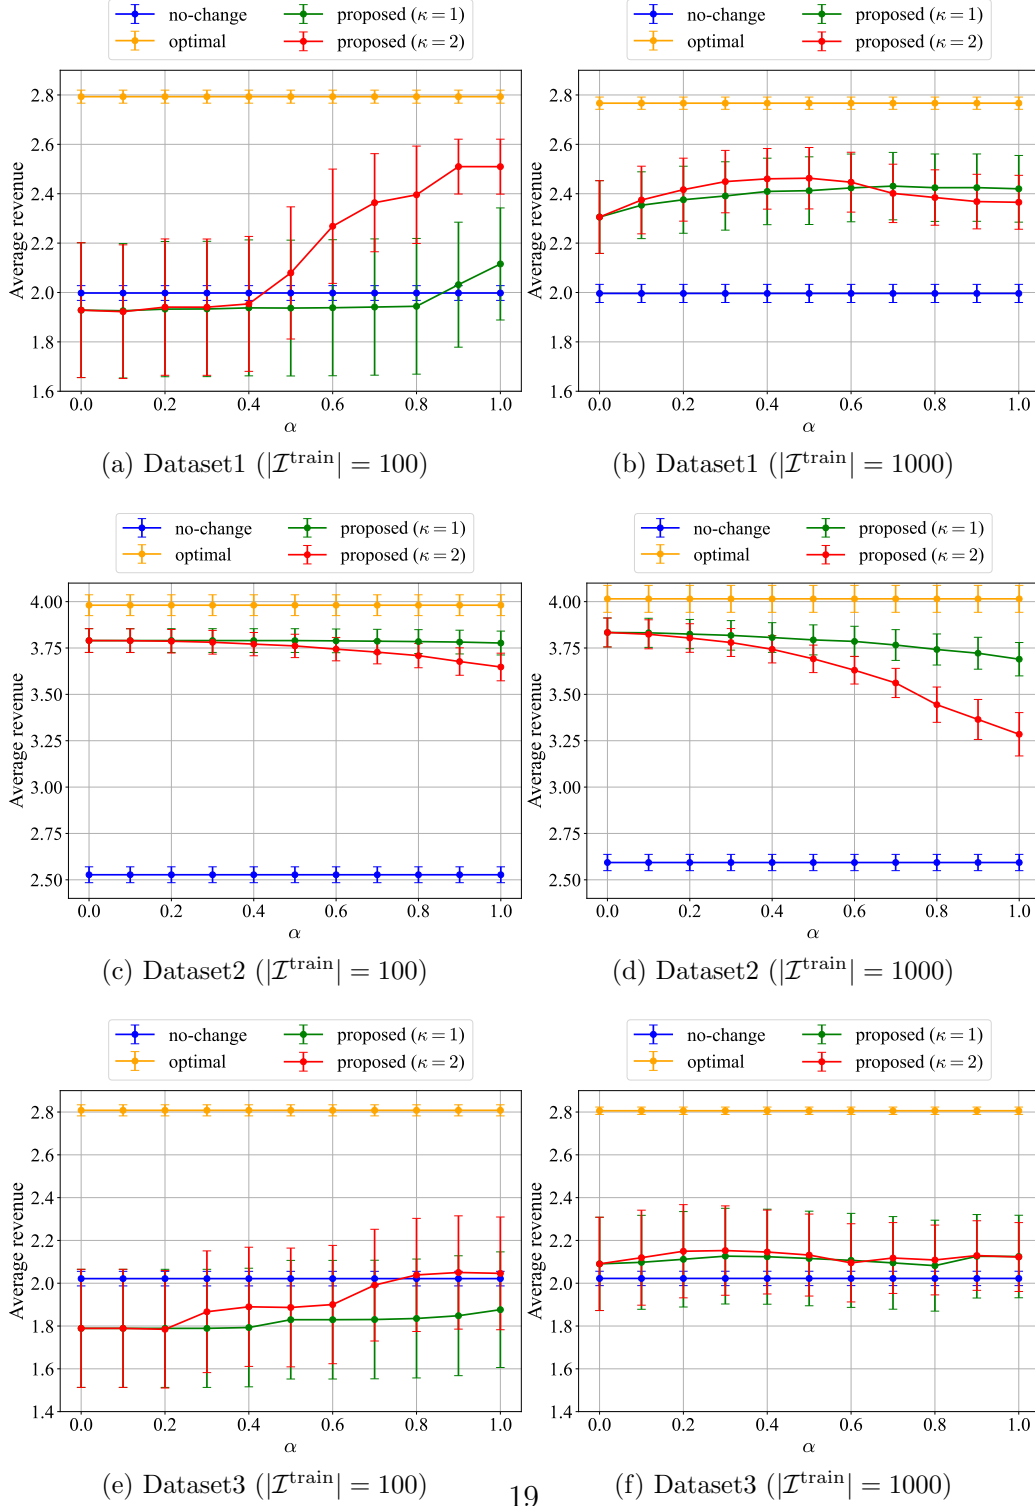 no-change
optimal
proposed (κ = 1)
proposed (κ = 2)
Average revenue
2.8
2.6
2.4
2.2
2.0
1.8
1.6
0.0 0.2 0.4 0.6 0.8 1.0
α
(a) Dataset1 (|𝓘^train| = 100)
no-change
optimal
proposed (κ = 1)
proposed (κ = 2)
Average revenue
2.8
2.6
2.4
2.2
2.0
1.8
1.6
0.0 0.2 0.4 0.6 0.8 1.0
α
(b) Dataset1 (|𝓘^train| = 1000)
no-change
optimal
proposed (κ = 1)
proposed (κ = 2)
Average revenue
4.00
3.75
3.50
3.25
3.00
2.75
2.50
0.0 0.2 0.4 0.6 0.8 1.0
α
(c) Dataset2 (|𝓘^train| = 100)
no-change
optimal
proposed (κ = 1)
proposed (κ = 2)
Average revenue
4.00
3.75
3.50
3.25
3.00
2.75
2.50
0.0 0.2 0.4 0.6 0.8 1.0
α
(d) Dataset2 (|𝓘^train| = 1000)
no-change
optimal
proposed (κ = 1)
proposed (κ = 2)
Average revenue
2.8
2.6
2.4
2.2
2.0
1.8
1.6
1.4
0.0 0.2 0.4 0.6 0.8 1.0
α
(e) Dataset3 (|𝓘^train| = 100)
no-change
optimal
proposed (κ = 1)
proposed (κ = 2)
Average revenue
2.8
2.6
2.4
2.2
2.0
1.8
1.6
1.4
0.0 0.2 0.4 0.6 0.8 1.0
α
(f) Dataset3 (|𝓘^train| = 1000)
19